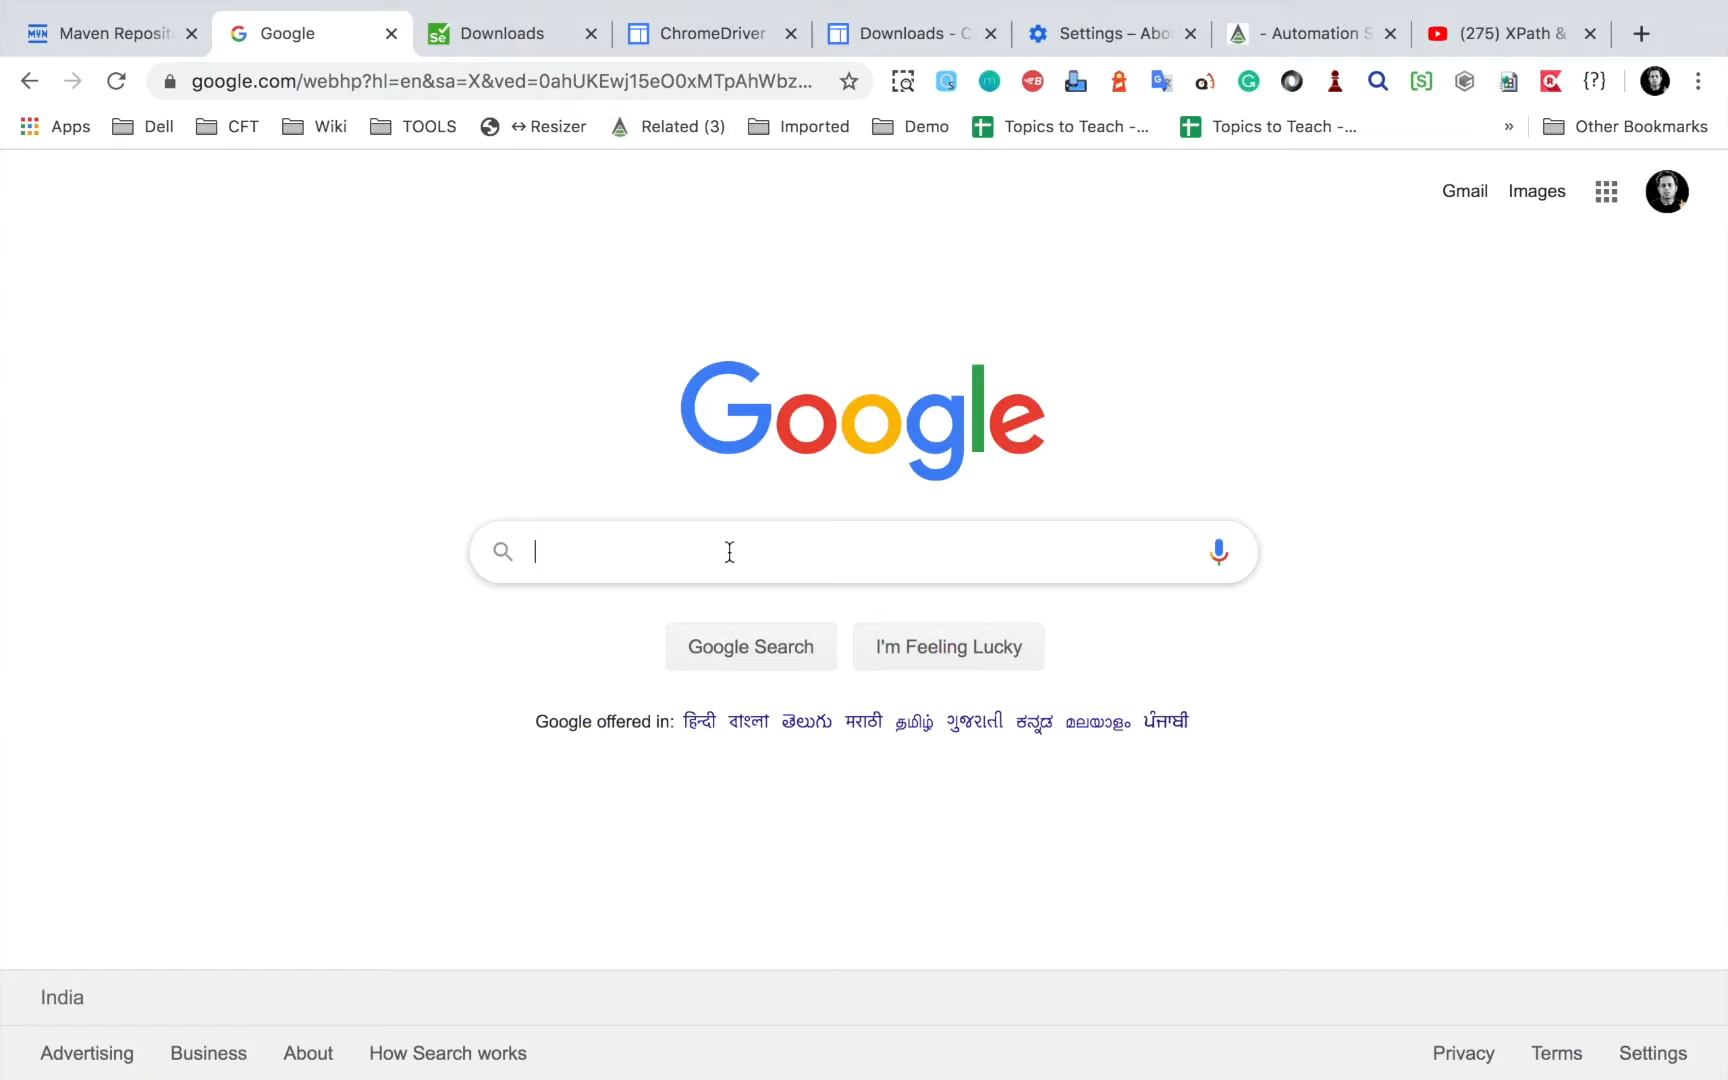 Maven Reposit Google Downloads ChromeDriver Downloads - C Settings – Abo - Automation S (275) XPath &
google.com/webhp?hl=en&sa=X&ved=0ahUKEwj15eO0xMTpAhWbz...
Apps Dell CFT Wiki TOOLS ↔ Resizer Related (3) Imported Demo Topics to Teach -... Topics to Teach -... » Other Bookmarks
Gmail Images
Google
Google Search I'm Feeling Lucky
Google offered in: हिन्दी বাংলা తెలుగు मराठी தமிழ் ગુજરાતી ಕನ್ನಡ മലയാളം ਪੰਜਾਬੀ
India
Advertising Business About How Search works Privacy Terms Settings